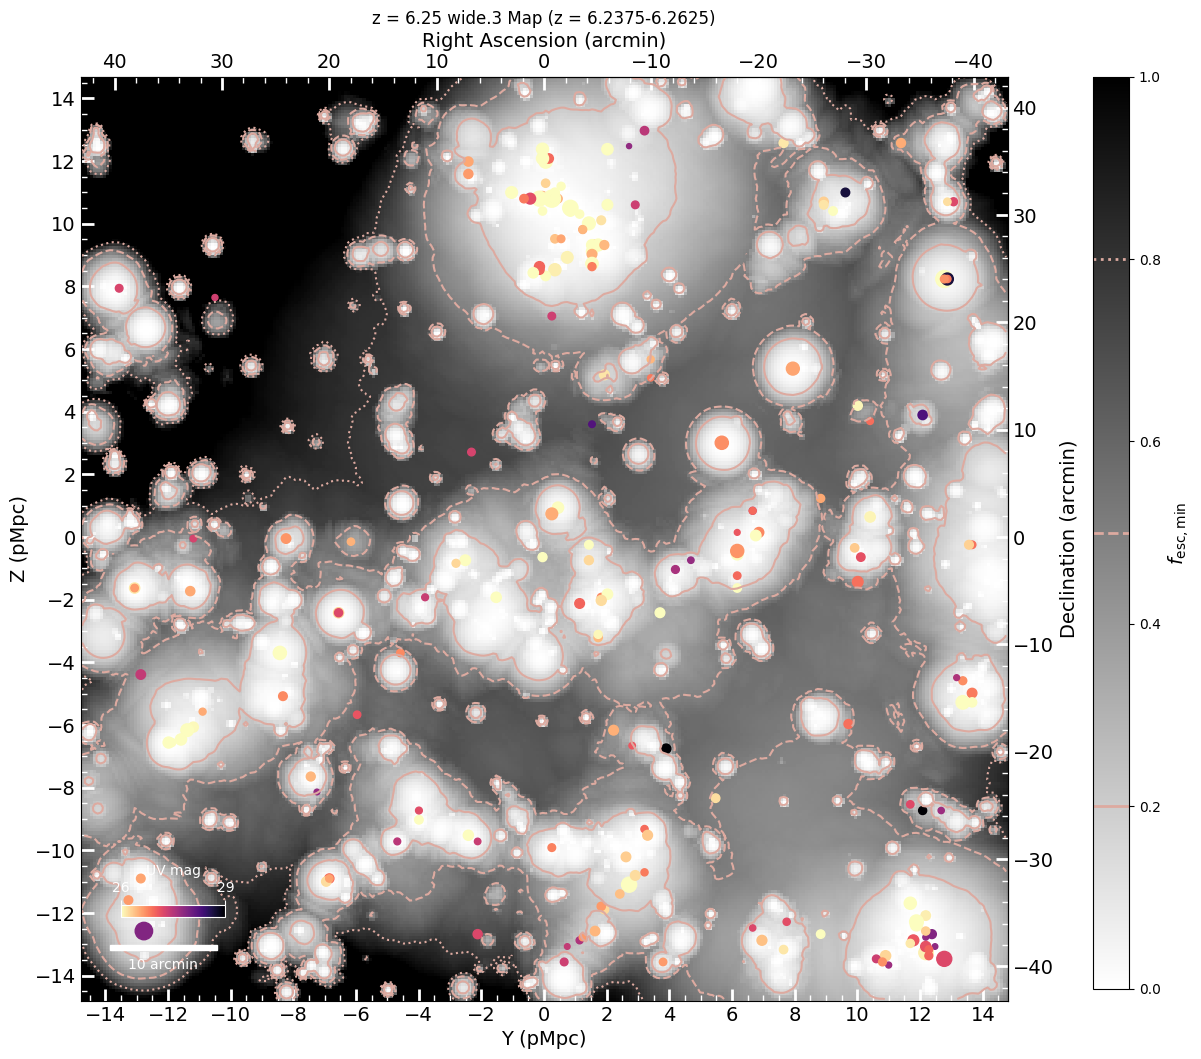 z = 6.25 wide.3 Map (z = 6.2375-6.2625)
Right Ascension (arcmin)
40 30 20 10 0 −10 −20 −30 −40
14 12 10 8 6 4 2 0 −2 −4 −6 −8 −10 −12 −14
Z (pMpc)
40 30 20 10 0 −10 −20 −30 −40
Declination (arcmin)
1.0 0.8 0.6 0.4 0.2 0.0
fesc,min
UV mag
26 29
10 arcmin
−14 −12 −10 −8 −6 −4 −2 0 2 4 6 8 10 12 14
Y (pMpc)